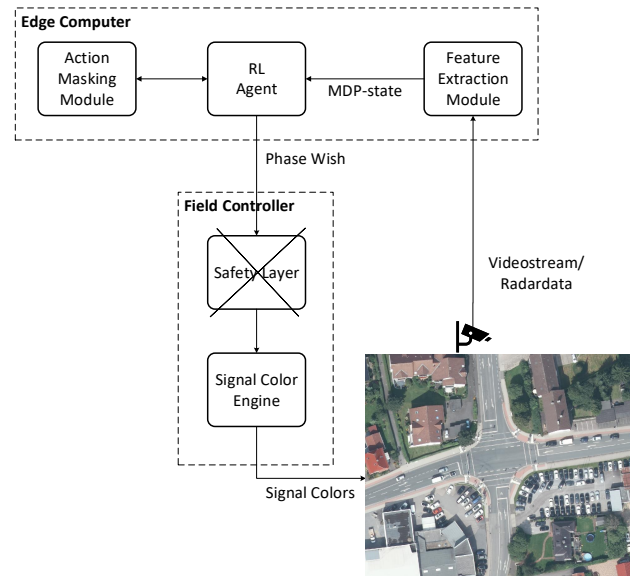 Edge Computer
Action
Masking
Module
RL
Agent
Feature
Extraction
Module
MDP-state
Phase Wish
Field Controller
Safety Layer
Videostream/
Radardata
Signal Color
Engine
Signal Colors